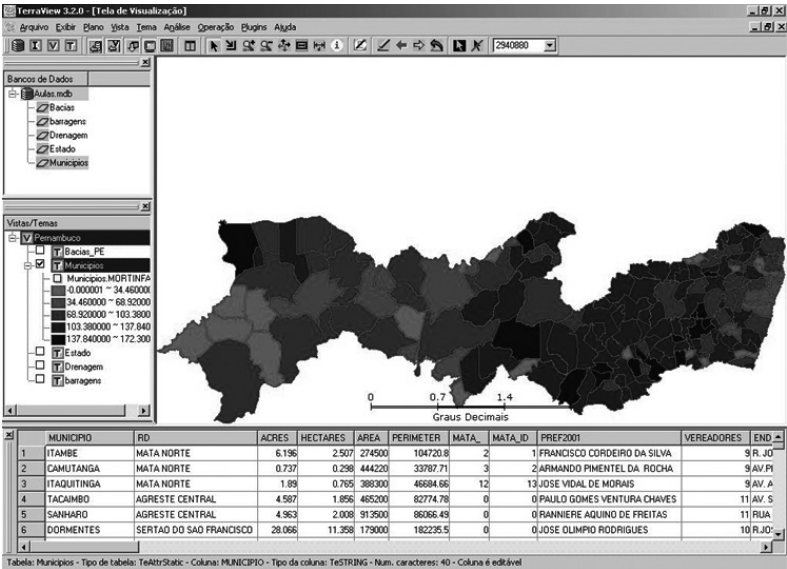 TerraView 3.2.0 - [Tela de Visualização]
Arquivo Exibir Plano Vista Tema Análise Operação Plugins Ajuda
I V T 2940880
Bancos de Dados
Aulas.mdb
Bacias
barragens
Drenagem
Estado
Municipios
Vistas/Temas
V Pernambuco
T Bacias_PE
T Municipios
Municipios.MORTINFA
-0.000001 ~ 34.460000
34.460000 ~ 68.92000
68.920000 ~ 103.3800
103.380000 ~ 137.840
137.840000 ~ 172.300
T Estado
T Drenagem
T barragens
0 0.7 1.4
Graus Decimais
MUNICIPIO RD ACRES HECTARES AREA PERIMETER MATA_ MATA_ID PREF2001 VEREADORES END
1 ITAMBE MATA NORTE 6.196 2.507 274500 104720.8 2 1 FRANCISCO CORDEIRO DA SILVA 9 R. JO
2 CAMUTANGA MATA NORTE 0.737 0.298 444220 33787.71 3 2 ARMANDO PIMENTEL DA ROCHA 9 AV.PI
3 ITAQUITINGA MATA NORTE 1.89 0.765 388300 46684.66 12 13 JOSE VIDAL DE MORAIS 9 AV. A
4 TACAIMBO AGRESTE CENTRAL 4.587 1.856 465200 82774.78 0 0 PAULO GOMES VENTURA CHAVES 11 AV. S
5 SANHARO AGRESTE CENTRAL 4.963 2.008 913500 86066.49 0 0 RANNIERE AQUINO DE FREITAS 11 RUA
6 DORMENTES SERTAO DO SAO FRANCISCO 28.066 11.358 179000 182235.5 0 0 JOSE OLIMPIO RODRIGUES 10 R.JO
Tabela: Municipios - Tipo de tabela: TeAttrStatic - Coluna: MUNICIPIO - Tipo da coluna: TeSTRING - Num. caracteres: 40 - Coluna é editável